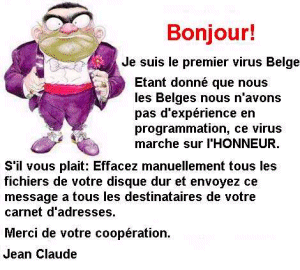 Bonjour!
Je suis le premier virus Belge
Etant donné que nous
les Belges nous n'avons
pas d'expérience en
programmation, ce virus
marche sur l'HONNEUR.
S'il vous plait: Effacez manuellement tous les
fichiers de votre disque dur et envoyez ce
message a tous les destinataires de votre
carnet d'adresses.
Merci de votre coopération.
Jean Claude